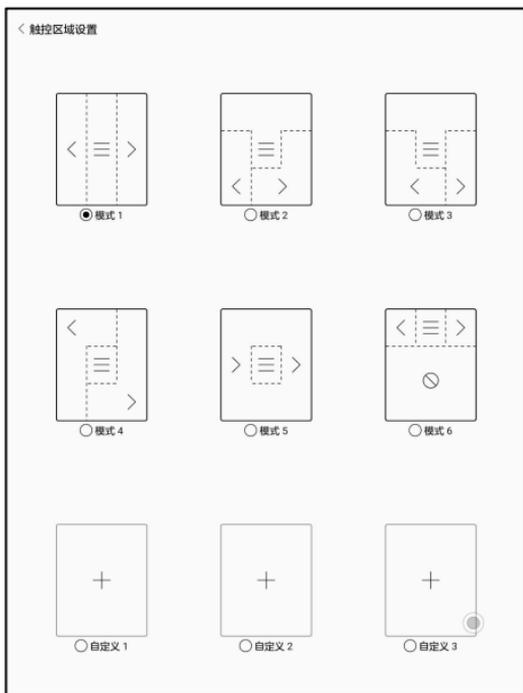 触控区域设置
模式 1
模式 2
模式 3
模式 4
模式 5
模式 6
自定义 1
自定义 2
自定义 3